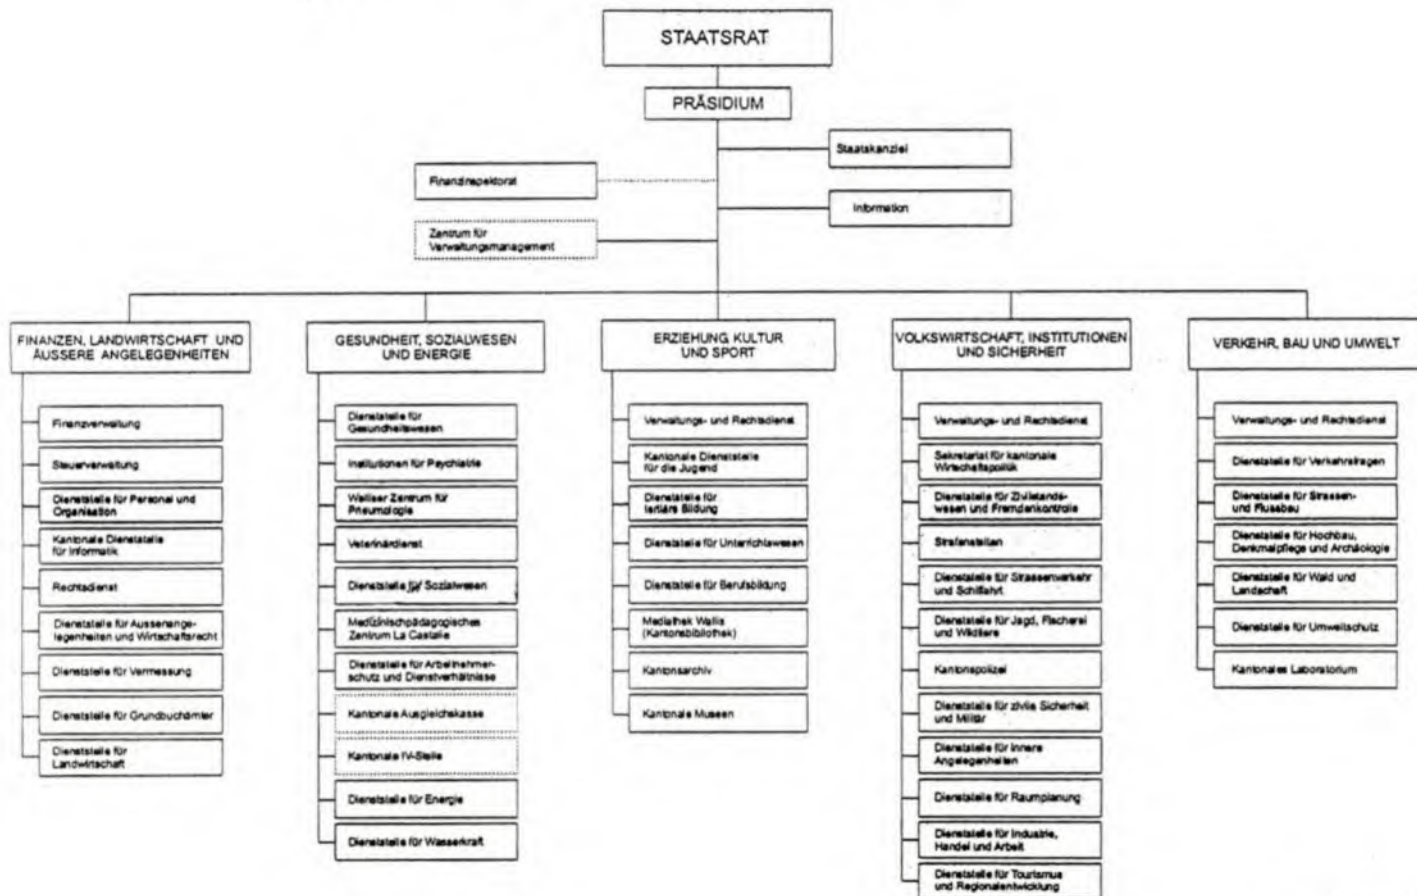 STAATSRAT
PRÄSIDIUM
Staatskanzlei
Finanzinspektorat
Information
Zentrum für
Verwaltungsmanagement
FINANZEN, LANDWIRTSCHAFT UND
ÄUSSERE ANGELEGENHEITEN
Finanzverwaltung
Steuerverwaltung
Dienststelle für Personal und
Organisation
Kantonale Dienststelle
für Informatik
Rechtsdienst
Dienststelle für Aussenange-
legenheiten und Wirtschaftsrecht
Dienststelle für Vermessung
Dienststelle für Grundbuchämter
Dienststelle für
Landwirtschaft
GESUNDHEIT, SOZIALWESEN
UND ENERGIE
Dienststelle für
Gesundheitswesen
Institutionen für Psychiatrie
Walliser Zentrum für
Pneumologie
Veterinärdienst
Dienststelle für Sozialwesen
Medizinischpädagogisches
Zentrum La Castalie
Dienststelle für Arbeitnehmer-
schutz und Dienstverhältnisse
Kantonale Ausgleichskasse
Kantonale IV-Stelle
Dienststelle für Energie
Dienststelle für Wasserkraft
ERZIEHUNG, KULTUR
UND SPORT
Verwaltungs- und Rechtsdienst
Kantonale Dienststelle
für die Jugend
Dienststelle für
tertiäre Bildung
Dienststelle für Unterrichtswesen
Dienststelle für Berufsbildung
Mediathek Wallis
(Kantonsbibliothek)
Kantonsarchiv
Kantonale Museen
VOLKSWIRTSCHAFT, INSTITUTIONEN
UND SICHERHEIT
Verwaltungs- und Rechtsdienst
Sekretariat für kantonale
Wirtschaftspolitik
Dienststelle für Zivilstands-
wesen und Fremdenkontrolle
Strafanstalten
Dienststelle für Strassenverkehr
und Schiffahrt
Dienststelle für Jagd, Fischerei
und Wildtiere
Kantonspolizei
Dienststelle für zivile Sicherheit
und Militär
Dienststelle für innere
Angelegenheiten
Dienststelle für Raumplanung
Dienststelle für Industrie,
Handel und Arbeit
Dienststelle für Tourismus
und Regionalentwicklung
VERKEHR, BAU UND UMWELT
Verwaltungs- und Rechtsdienst
Dienststelle für Verkehrsfragen
Dienststelle für Strassen-
und Flussbau
Dienststelle für Hochbau,
Denkmalpflege und Archäologie
Dienststelle für Wald und
Landschaft
Dienststelle für Umweltschutz
Kantonales Laboratorium